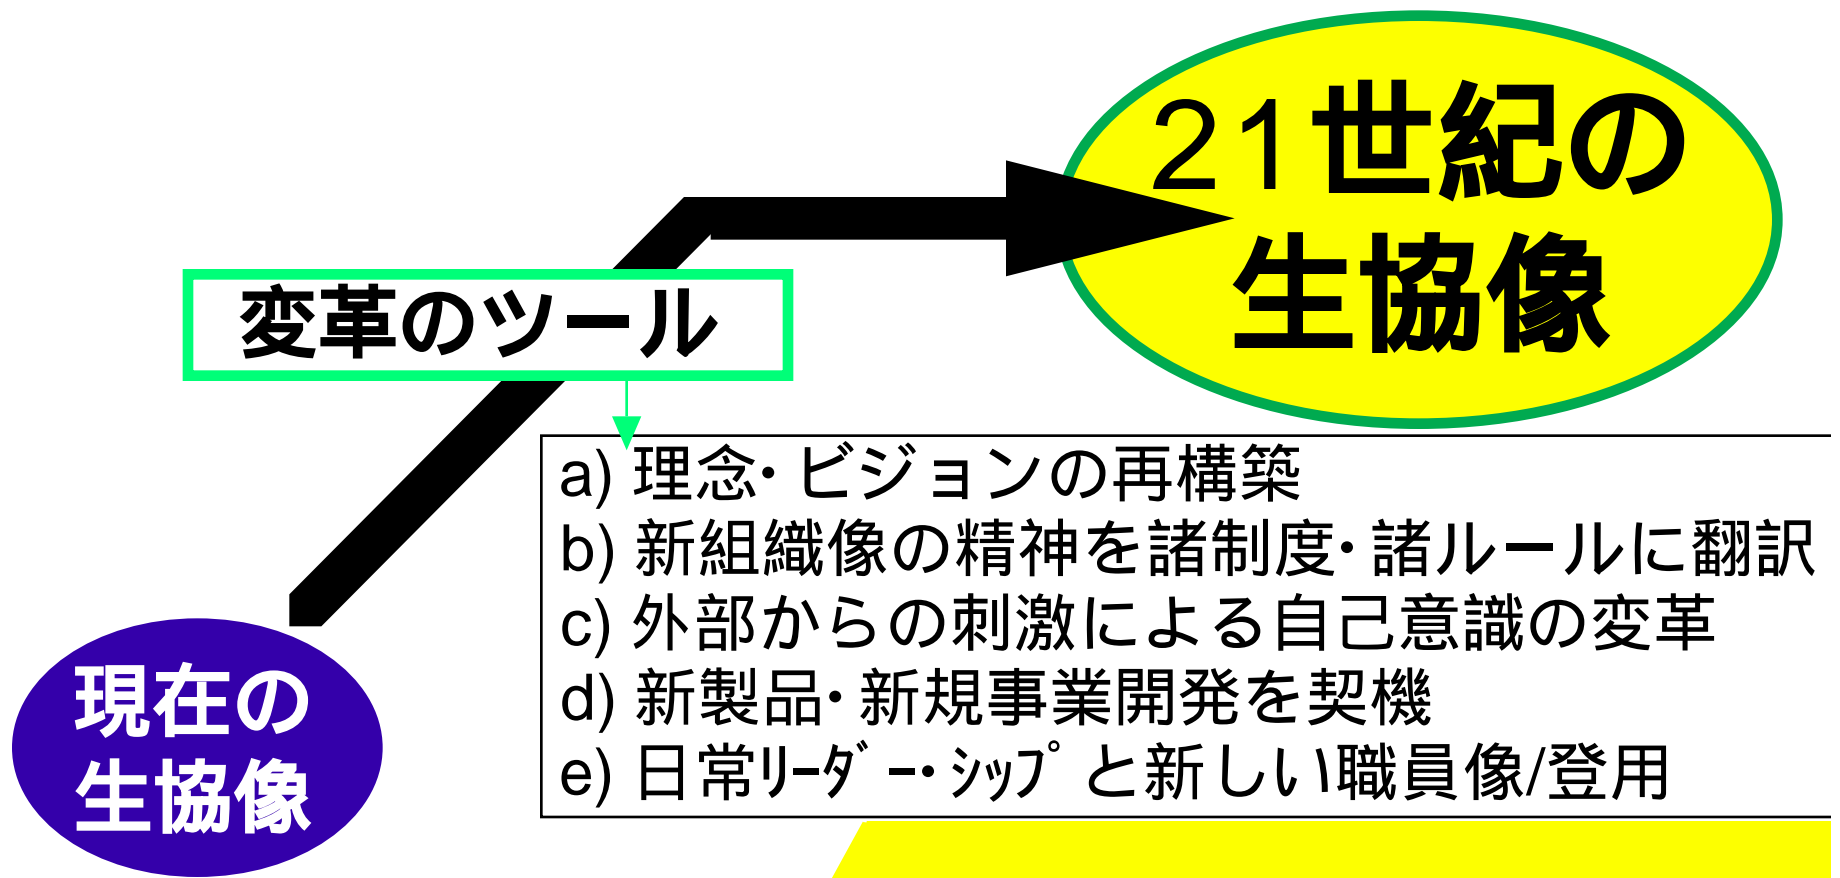 21世紀の
生協像
変革のツール
a) 理念・ビジョンの再構築
b) 新組織像の精神を諸制度・諸ルールに翻訳
c) 外部からの刺激による自己意識の変革
d) 新製品・新規事業開発を契機
e) 日常ﾘｰﾀﾞｰ・ｼｯﾌﾟと新しい職員像/登用
現在の
生協像